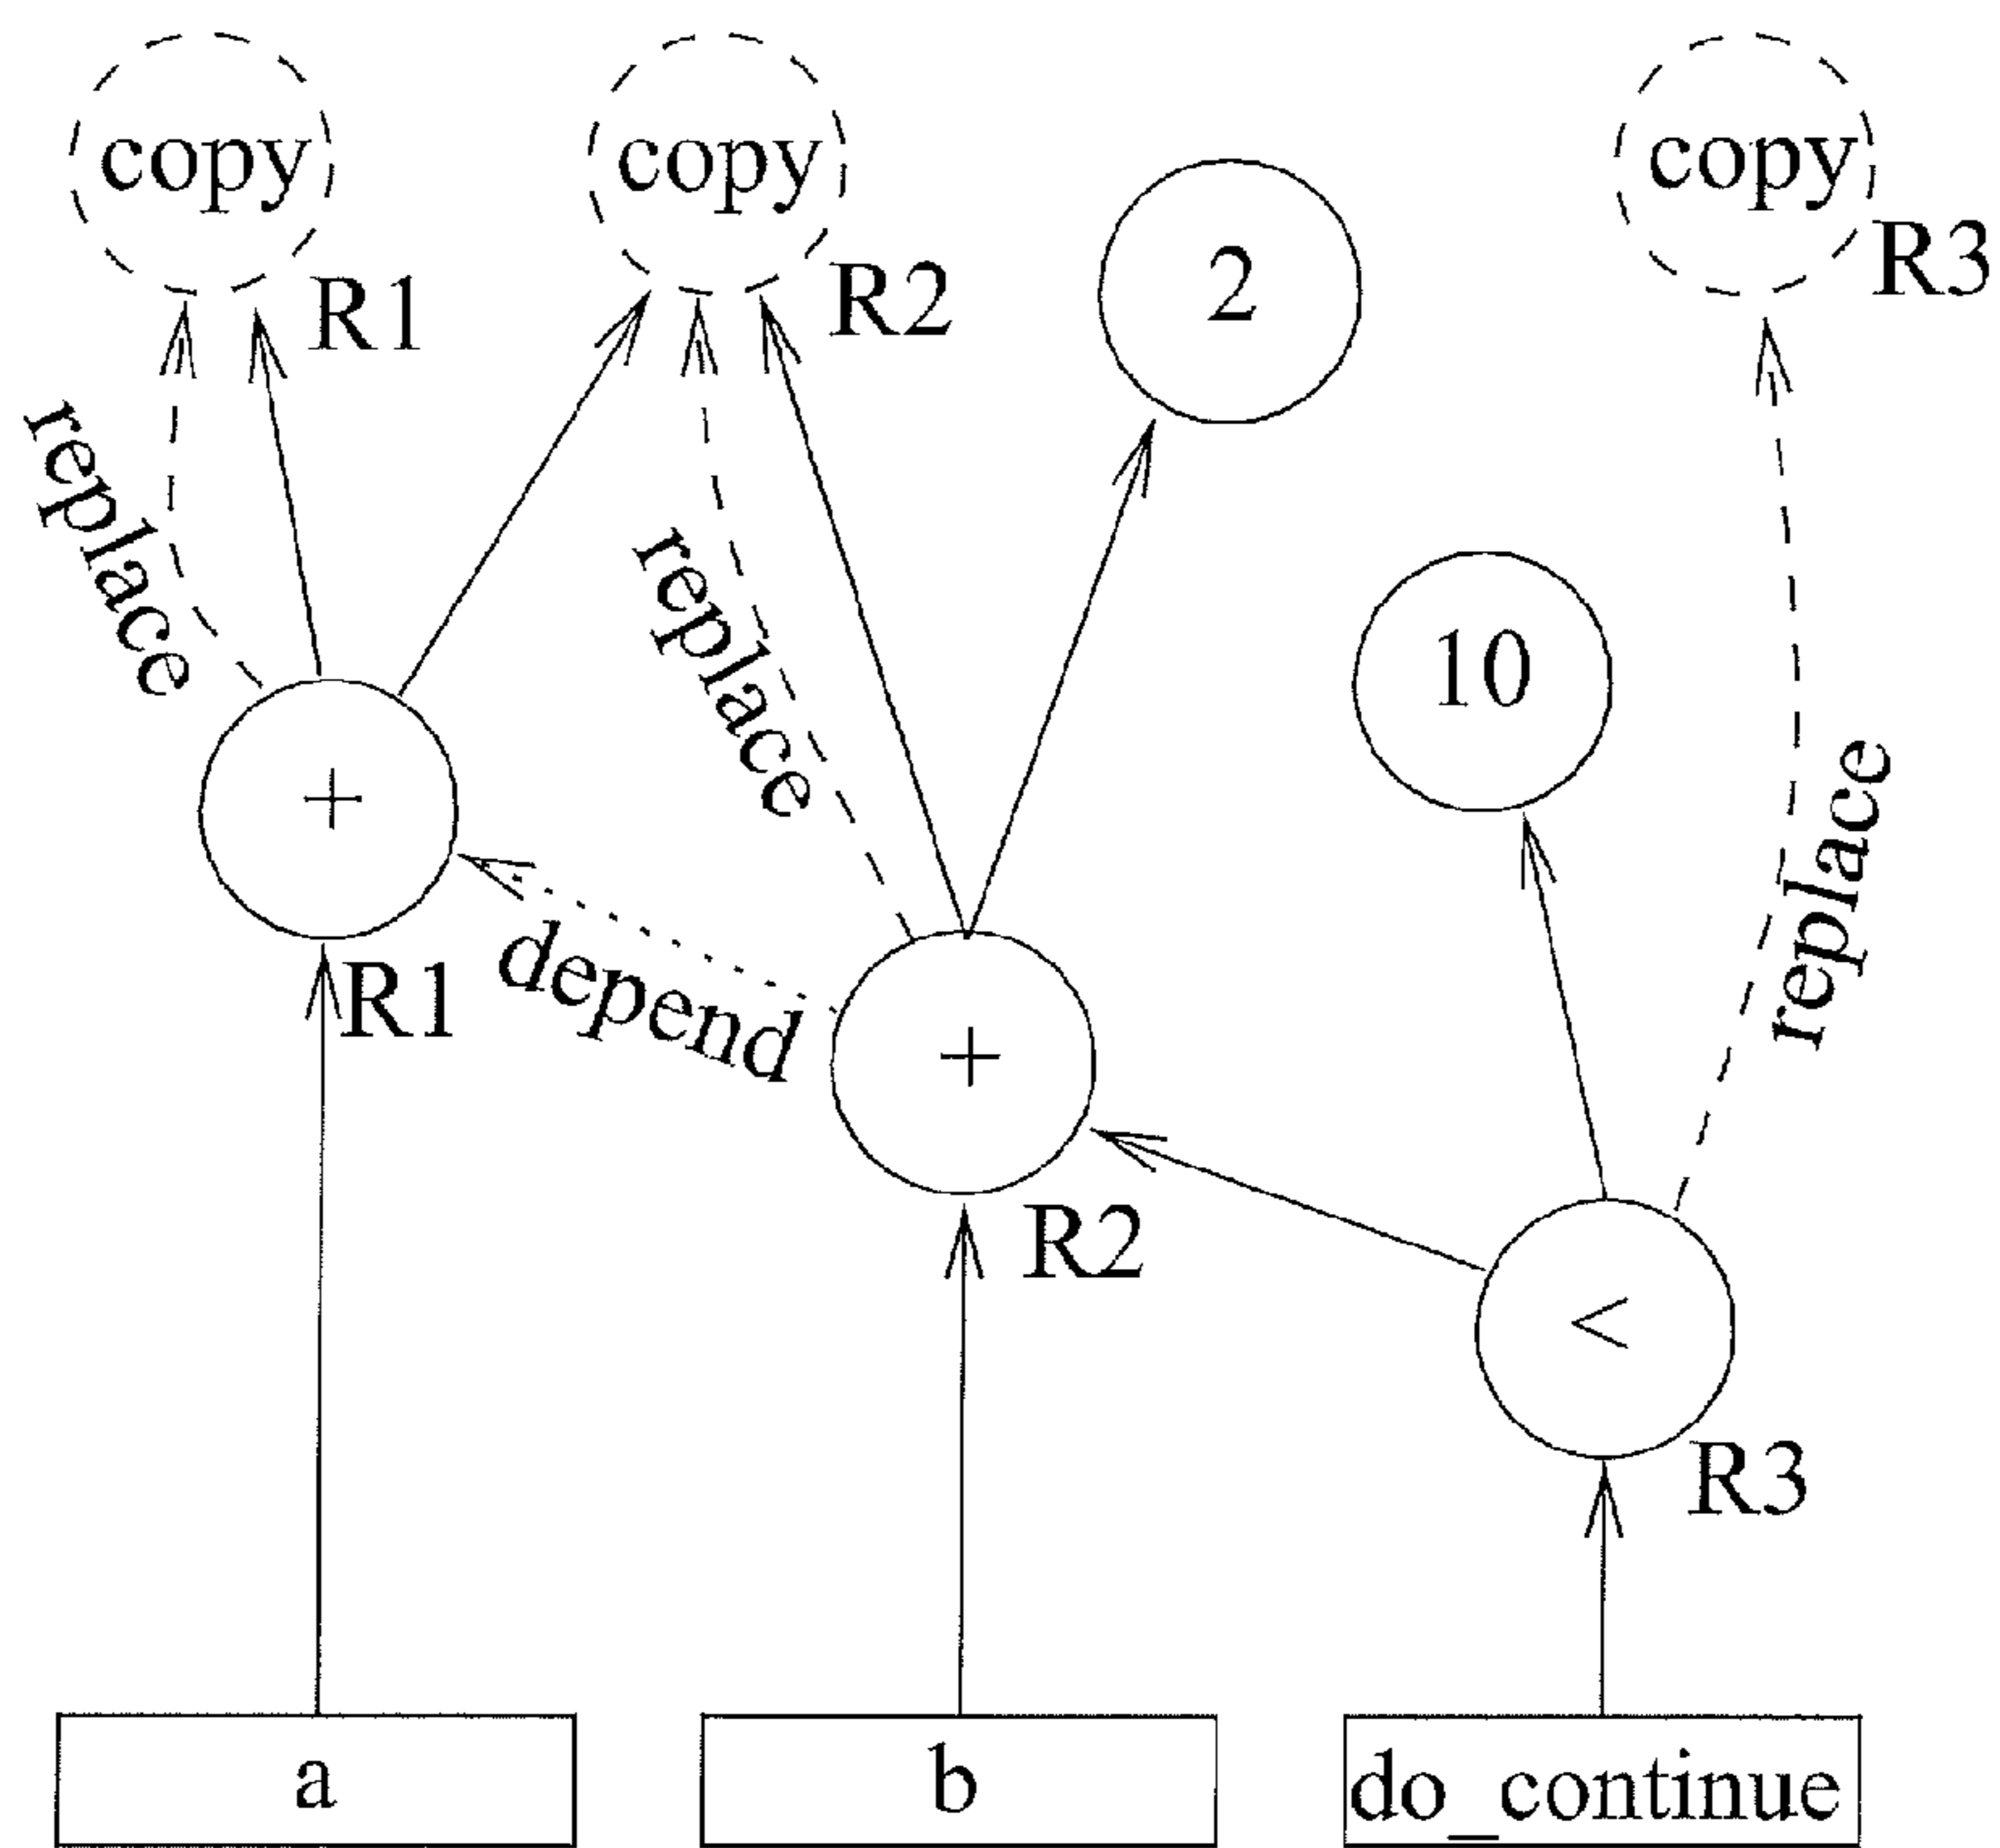 copy
copy
copy
R1
R2
2
R3
replace
replace
10
replace
+
R1
depend
+
R2
<
R3
a
b
do_continue